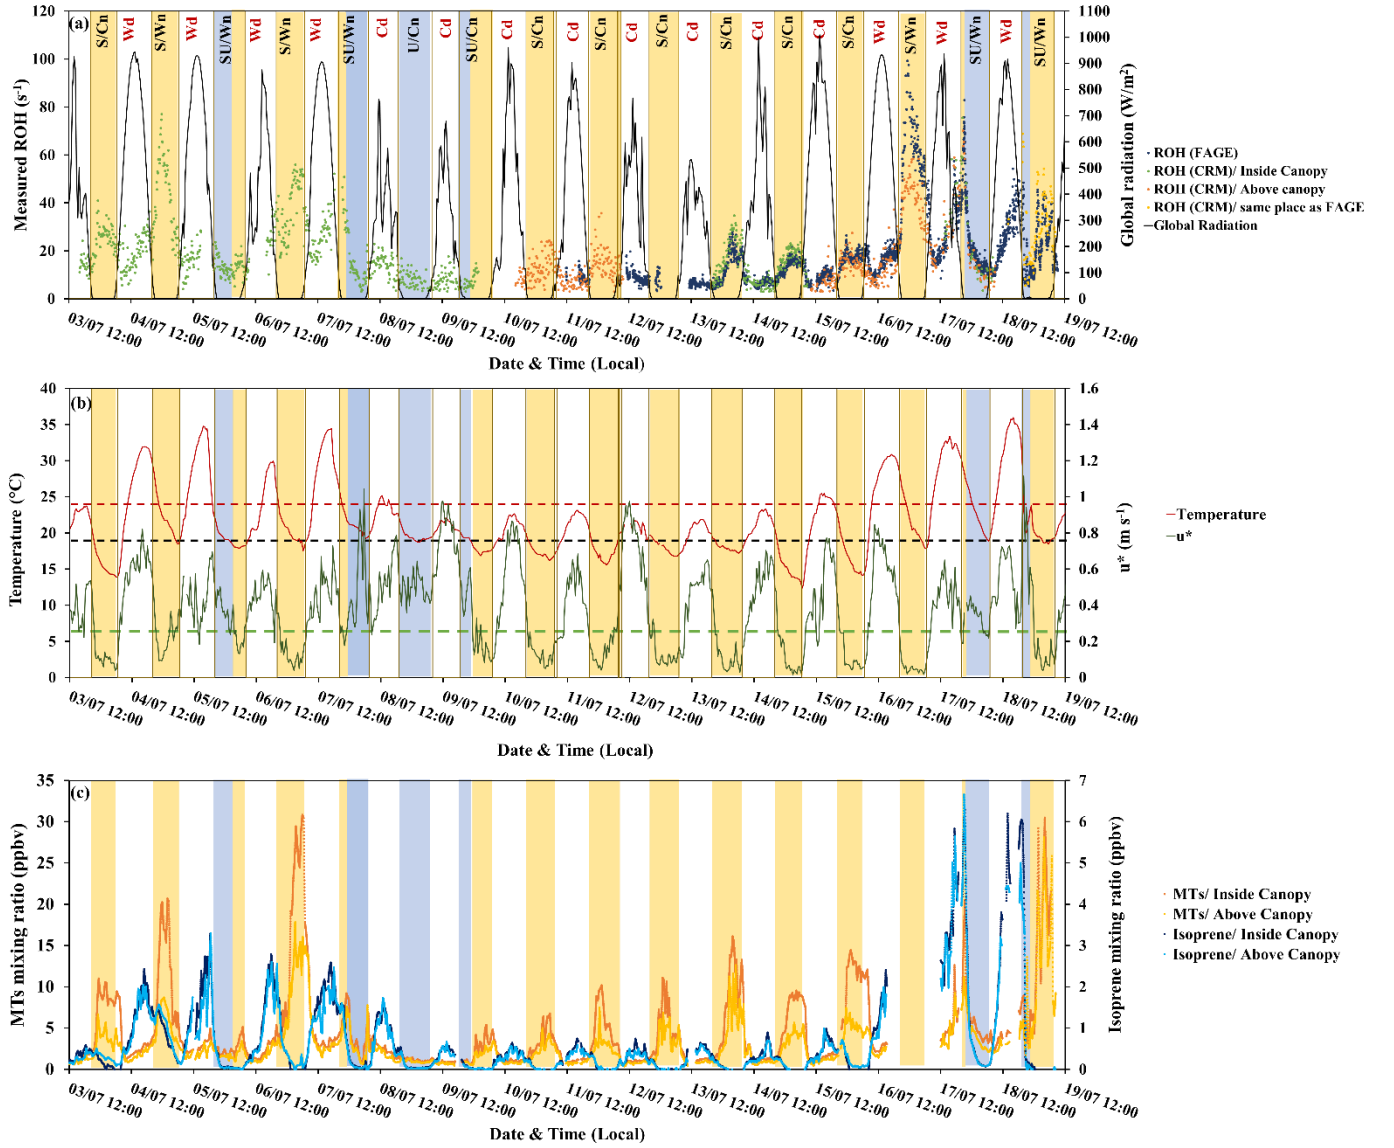 (a)
S/Cn Wd S/Wn Wd SU/Wn Wd S/Wn Wd SU/Wn Cd U/Cn Cd SU/Cn Cd S/Cn Cd S/Cn Cd S/Cn Cd S/Cn Cd S/Cn Cd S/Cn Wd S/Wn Wd SU/Wn Wd SU/Wn
Measured ROH (s-1)
120
100
80
60
40
20
0
Global radiation (W/m2)
1100
1000
900
800
700
600
500
400
300
200
100
0
ROH (FAGE)
ROH (CRM)/ Inside Canopy
ROH (CRM)/ Above canopy
ROH (CRM)/ same place as FAGE
Global Radiation
03/07 12:00 04/07 12:00 05/07 12:00 06/07 12:00 07/07 12:00 08/07 12:00 09/07 12:00 10/07 12:00 11/07 12:00 12/07 12:00 13/07 12:00 14/07 12:00 15/07 12:00 16/07 12:00 17/07 12:00 18/07 12:00 19/07 12:00
Date & Time (Local)
(b)
Temperature (°C)
40
35
30
25
20
15
10
5
0
u* (m s-1)
1.6
1.4
1.2
1
0.8
0.6
0.4
0.2
0
Temperature
u*
03/07 12:00 04/07 12:00 05/07 12:00 06/07 12:00 07/07 12:00 08/07 12:00 09/07 12:00 10/07 12:00 11/07 12:00 12/07 12:00 13/07 12:00 14/07 12:00 15/07 12:00 16/07 12:00 17/07 12:00 18/07 12:00 19/07 12:00
Date & Time (Local)
(c)
MTs mixing ratio (ppbv)
35
30
25
20
15
10
5
0
Isoprene mixing ratio (ppbv)
7
6
5
4
3
2
1
0
MTs/ Inside Canopy
MTs/ Above Canopy
Isoprene/ Inside Canopy
Isoprene/ Above Canopy
03/07 12:00 04/07 12:00 05/07 12:00 06/07 12:00 07/07 12:00 08/07 12:00 09/07 12:00 10/07 12:00 11/07 12:00 12/07 12:00 13/07 12:00 14/07 12:00 15/07 12:00 16/07 12:00 17/07 12:00 18/07 12:00 19/07 12:00
Date & Time (Local)